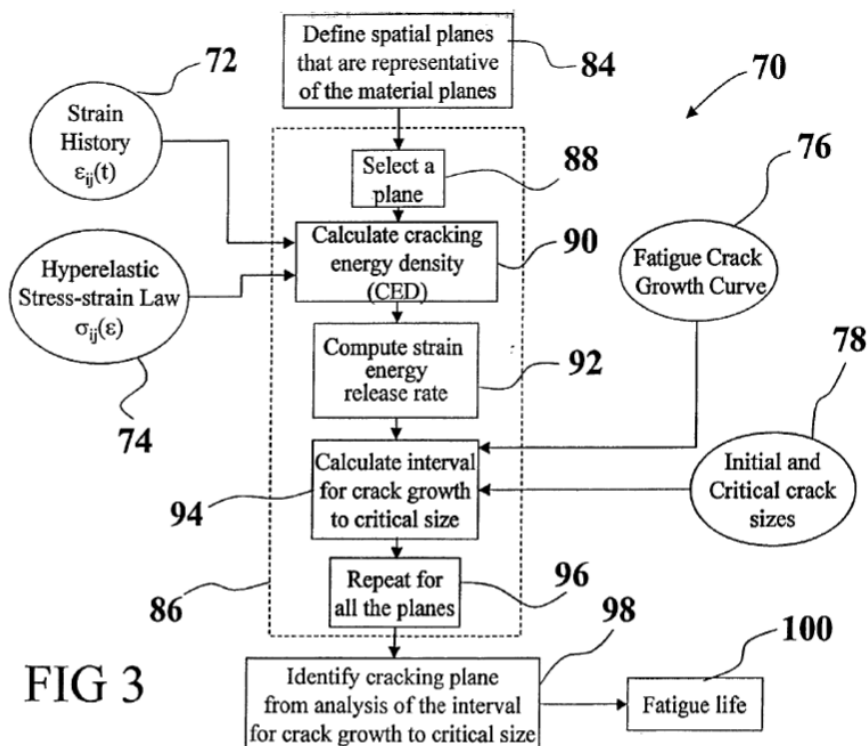 Define spatial planes
that are representative
of the material planes
84
70
72
Strain
History
εij(t)
Select a
plane
88
76
Fatigue Crack
Growth Curve
Calculate cracking
energy density
(CED)
90
Hyperelastic
Stress-strain Law
σij(ε)
74
Compute strain
energy
release rate
92
78
Initial and
Critical crack
sizes
Calculate interval
for crack growth
to critical size
94
Repeat for
all the planes
96
86
98
100
FIG 3
Identify cracking plane
from analysis of the interval
for crack growth to critical size
Fatigue life